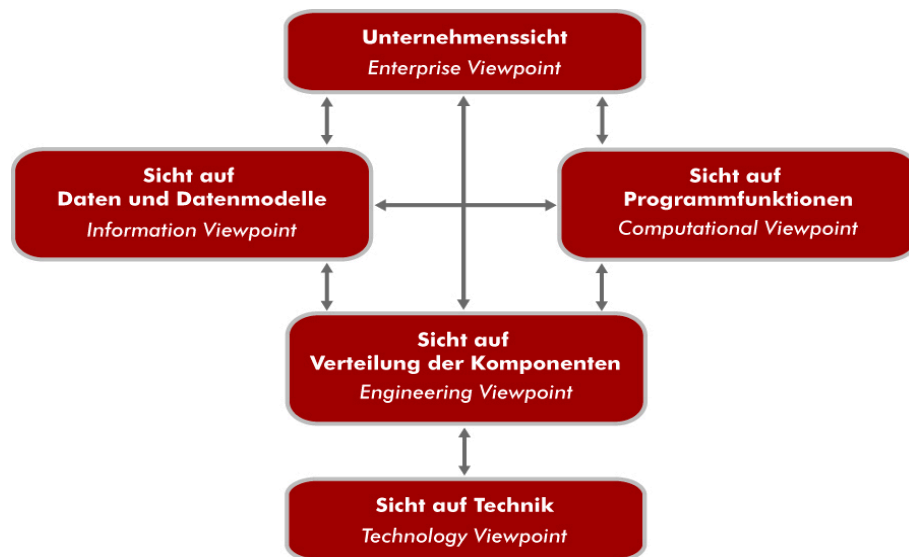 Unternehmenssicht
Enterprise Viewpoint
Sicht auf
Daten und Datenmodelle
Information Viewpoint
Sicht auf
Programmfunktionen
Computational Viewpoint
Sicht auf
Verteilung der Komponenten
Engineering Viewpoint
Sicht auf Technik
Technology Viewpoint